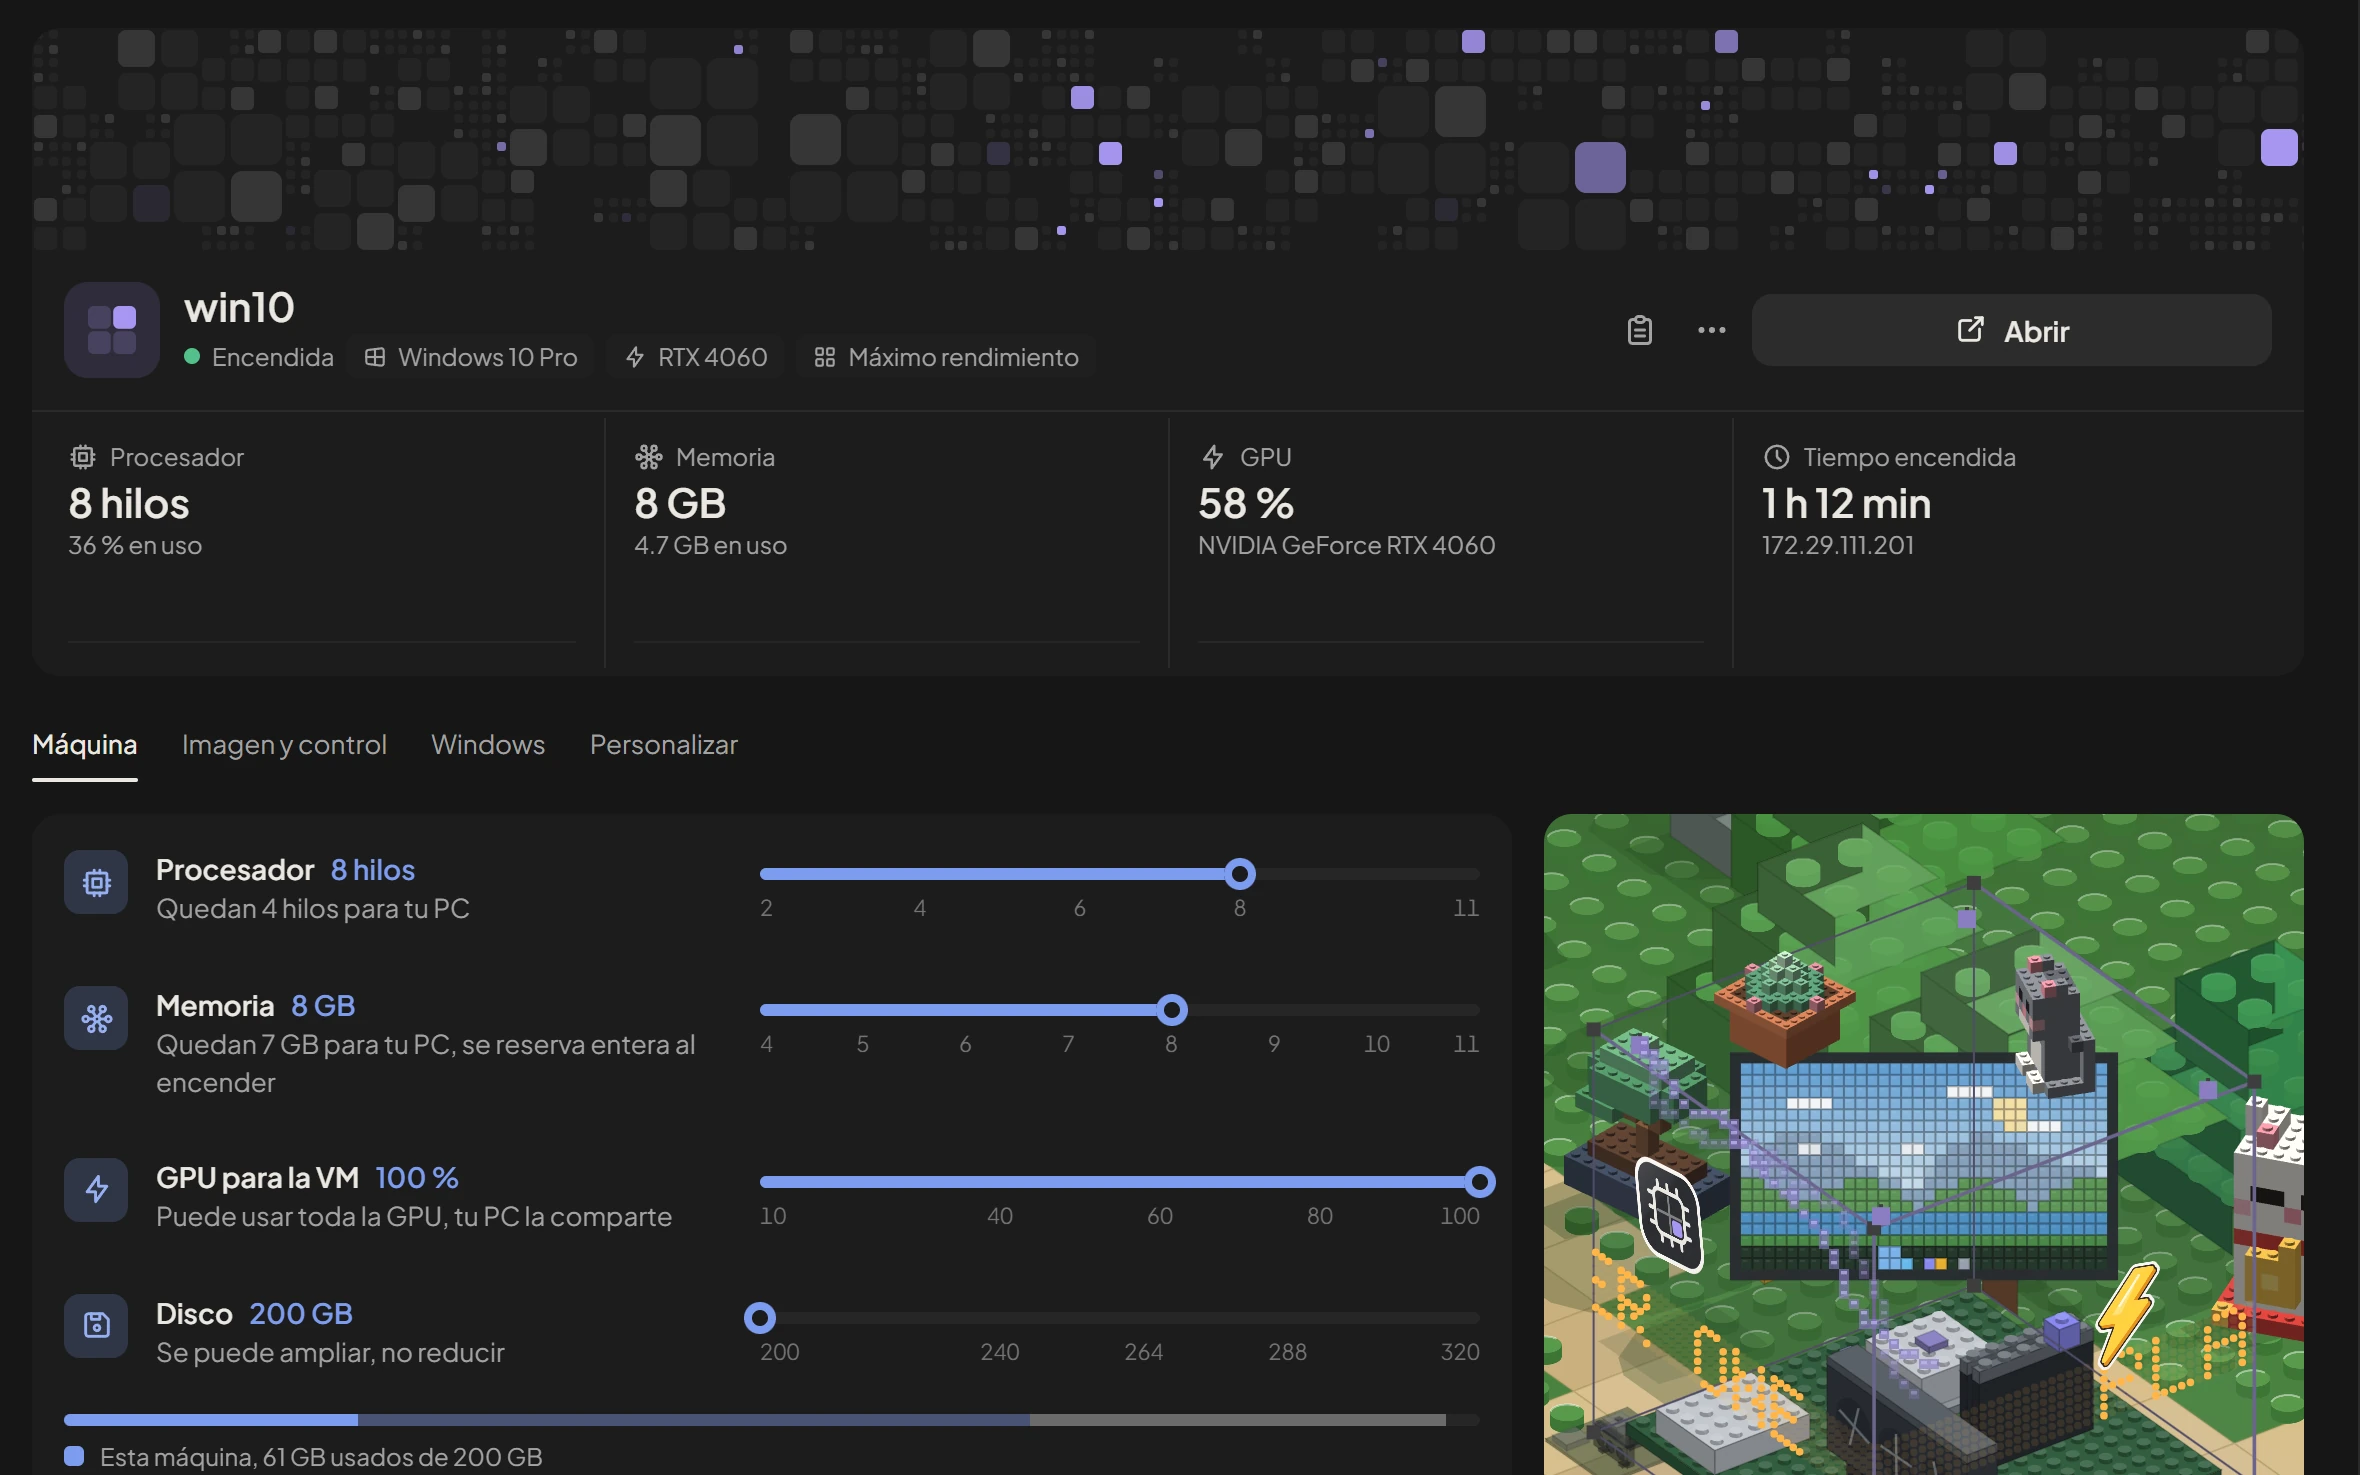 win10
Encendida
Windows 10 Pro
RTX 4060
Máximo rendimiento
Abrir
Procesador
8 hilos
36 % en uso
Memoria
8 GB
4.7 GB en uso
GPU
58 %
NVIDIA GeForce RTX 4060
Tiempo encendida
1 h 12 min
172.29.111.201
Máquina
Imagen y control
Windows
Personalizar
Procesador 8 hilos
Quedan 4 hilos para tu PC
2 4 6 8 11
Memoria 8 GB
Quedan 7 GB para tu PC, se reserva entera al
encender
4 5 6 7 8 9 10 11
GPU para la VM 100 %
Puede usar toda la GPU, tu PC la comparte
10 40 60 80 100
Disco 200 GB
Se puede ampliar, no reducir
200 240 264 288 320
Esta máquina, 61 GB usados de 200 GB